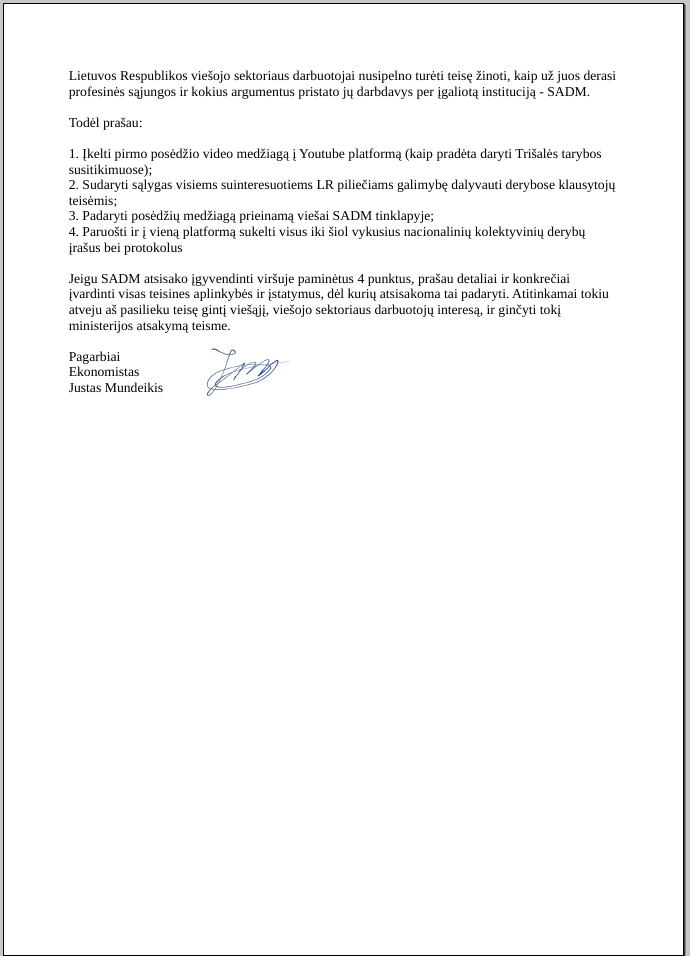 Lietuvos Respublikos viešojo sektoriaus darbuotojai nusipelno turėti teisę žinoti, kaip už juos derasi
profesinės sąjungos ir kokius argumentus pristato jų darbdavys per įgaliotą instituciją - SADM.
Todėl prašau:
1. Įkelti pirmo posėdžio video medžiagą į Youtube platformą (kaip pradėta daryti Trišalės tarybos
susitikimuose);
2. Sudaryti sąlygas visiems suinteresuotiems LR piliečiams galimybę dalyvauti derybose klausytojų
teisėmis;
3. Padaryti posėdžių medžiagą prieinamą viešai SADM tinklapyje;
4. Paruošti ir į vieną platformą sukelti visus iki šiol vykusius nacionalinių kolektyvinių derybų
įrašus bei protokolus
Jeigu SADM atsisako įgyvendinti viršuje paminėtus 4 punktus, prašau detaliai ir konkrečiai
įvardinti visas teisines aplinkybės ir įstatymus, dėl kurių atsisakoma tai padaryti. Atitinkamai tokiu
atveju aš pasilieku teisę gintį viešąjį, viešojo sektoriaus darbuotojų interesą, ir ginčyti tokį
ministerijos atsakymą teisme.
Pagarbiai
Ekonomistas
Justas Mundeikis